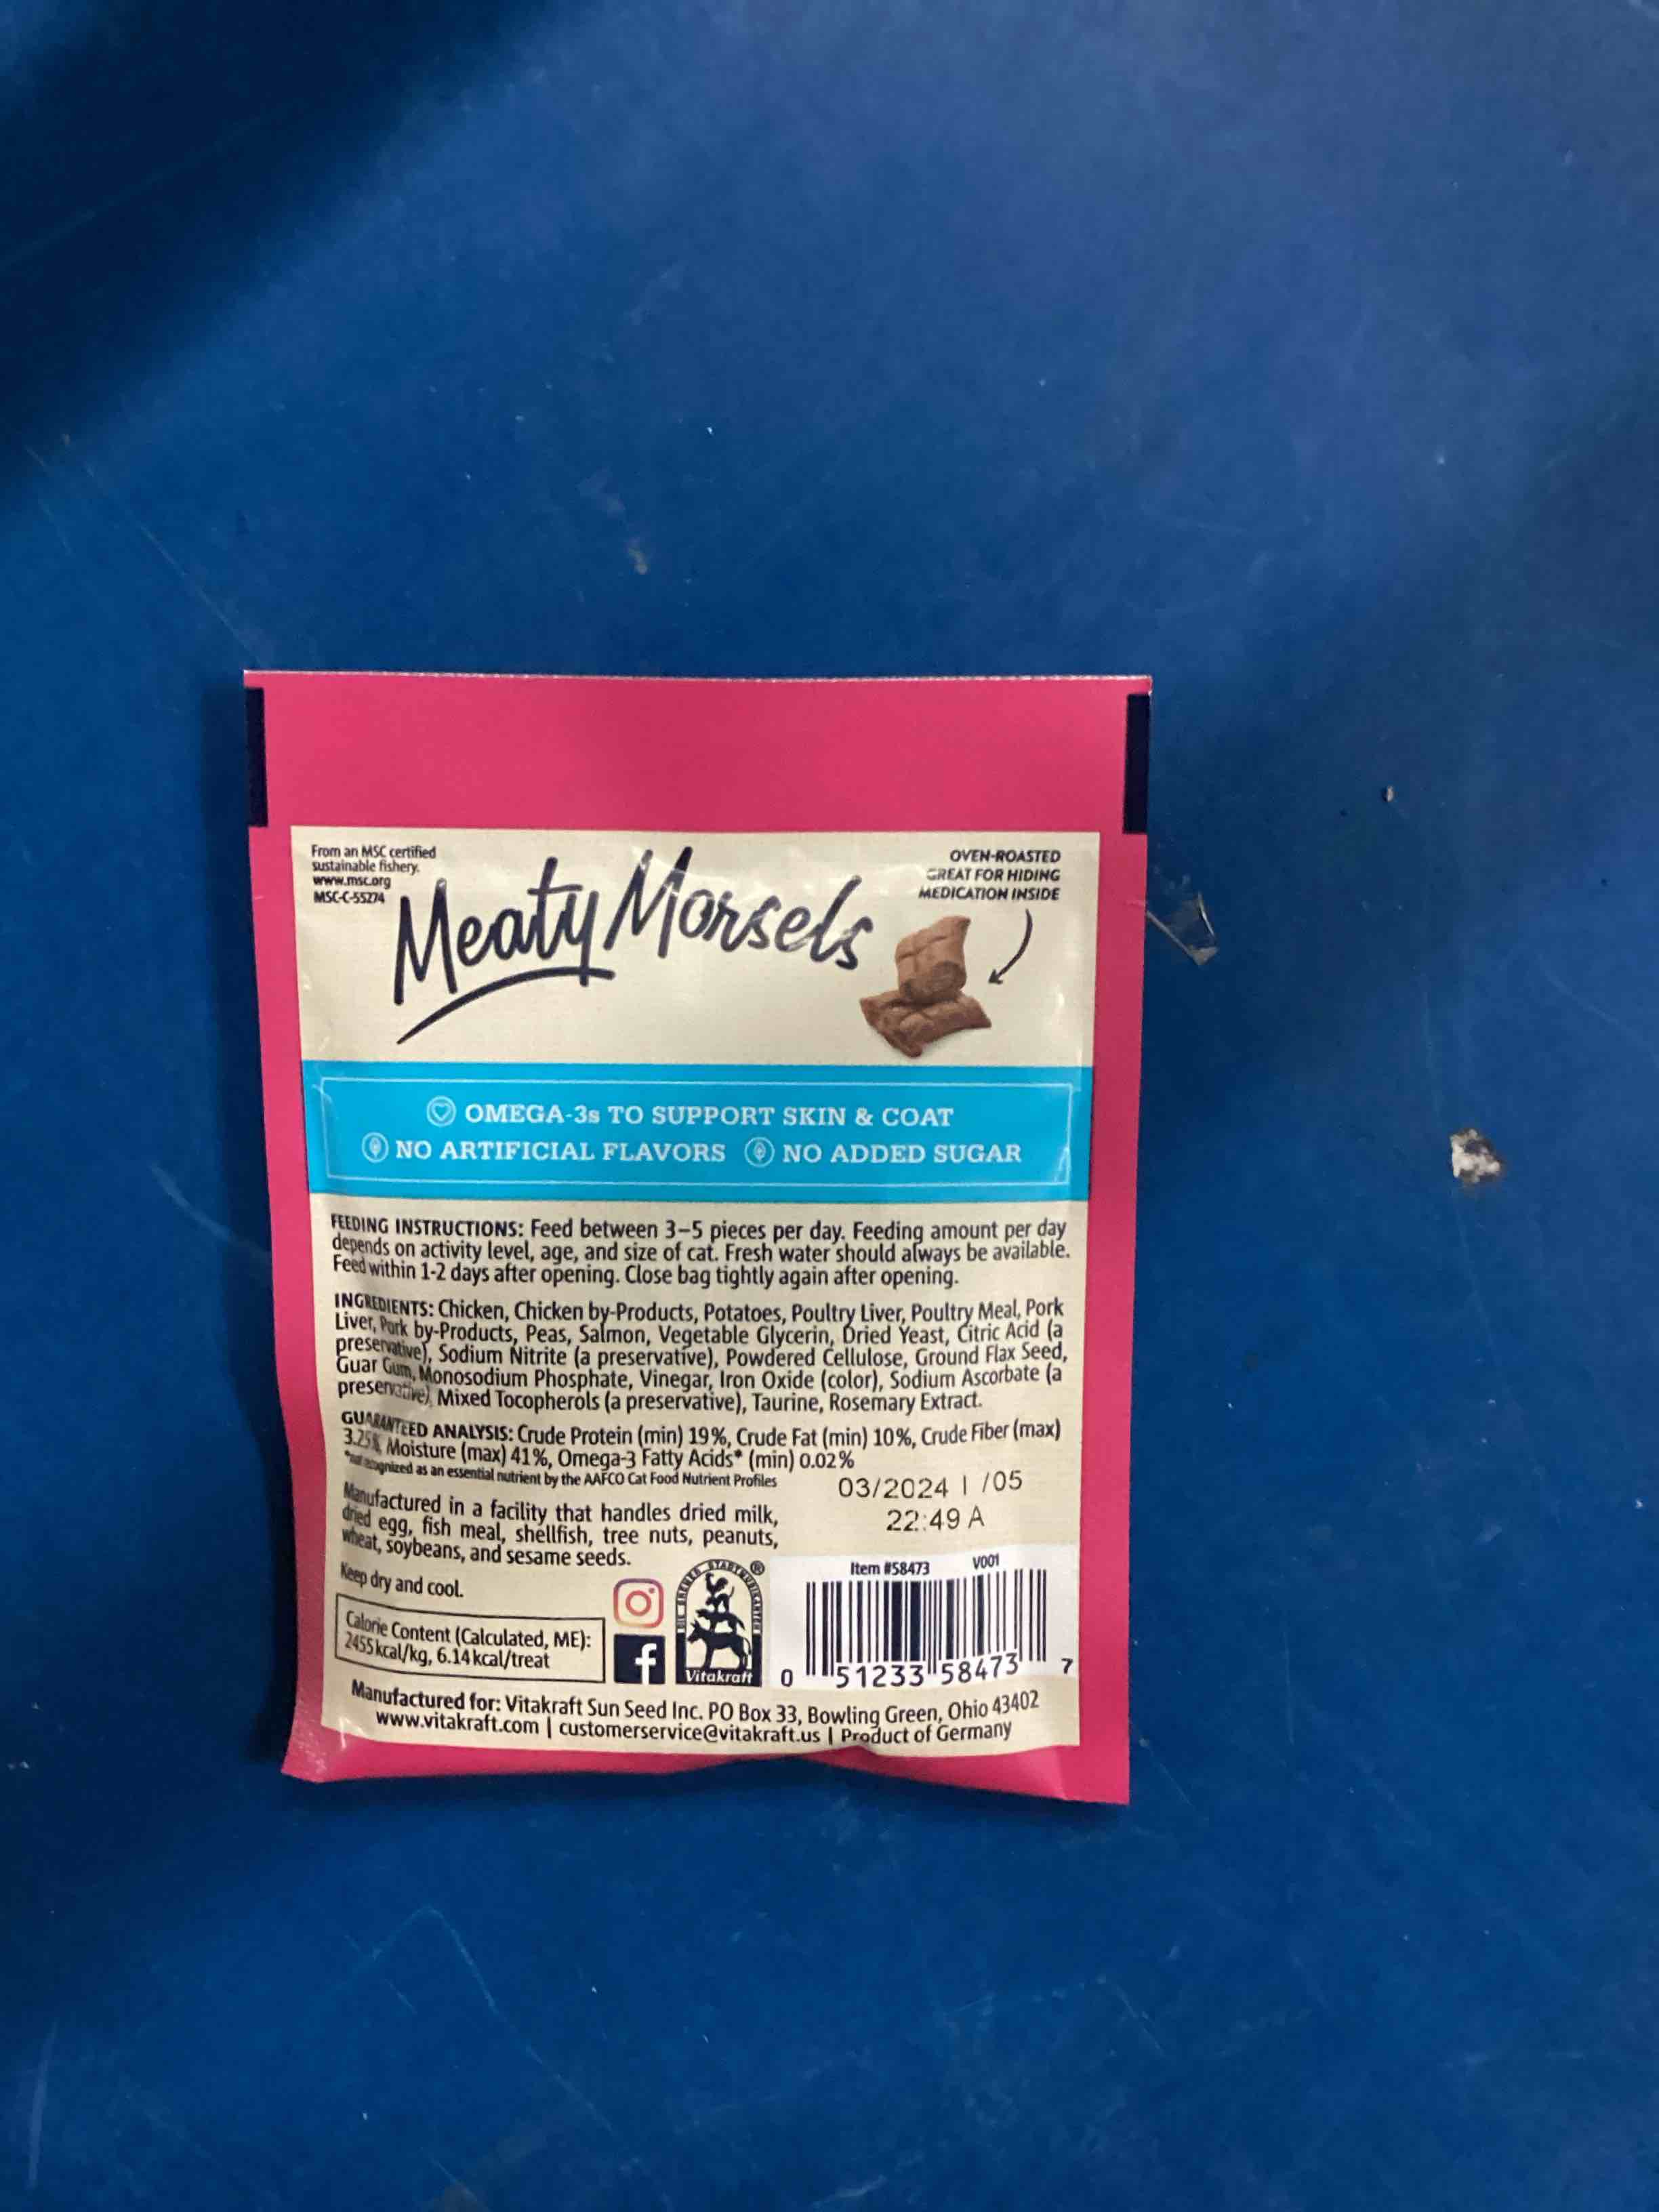 From an MSC certified
sustainable fishery.
www.msc.org
MSC-C-55274
Meaty Morsels
OVEN-ROASTED
GREAT FOR HIDING
MEDICATION INSIDE
OMEGA-3s TO SUPPORT SKIN & COAT
NO ARTIFICIAL FLAVORS NO ADDED SUGAR
FEEDING INSTRUCTIONS: Feed between 3–5 pieces per day. Feeding amount per day
depends on activity level, age, and size of cat. Fresh water should always be available.
Feed within 1-2 days after opening. Close bag tightly again after opening.
INGREDIENTS: Chicken, Chicken by-Products, Potatoes, Poultry Liver, Poultry Meal, Pork
Liver, Pork by-Products, Peas, Salmon, Vegetable Glycerin, Dried Yeast, Citric Acid (a
preservative), Sodium Nitrite (a preservative), Powdered Cellulose, Ground Flax Seed,
Guar Gum, Monosodium Phosphate, Vinegar, Iron Oxide (color), Sodium Ascorbate (a
preservative), Mixed Tocopherols (a preservative), Taurine, Rosemary Extract.
GUARANTEED ANALYSIS: Crude Protein (min) 19%, Crude Fat (min) 10%, Crude Fiber (max)
3.25%, Moisture (max) 41%, Omega-3 Fatty Acids* (min) 0.02%
*not recognized as an essential nutrient by the AAFCO Cat Food Nutrient Profiles
03/2024 | /05
22:49 A
Manufactured in a facility that handles dried milk,
dried egg, fish meal, shellfish, tree nuts, peanuts,
wheat, soybeans, and sesame seeds.
Keep dry and cool.
Calorie Content (Calculated, ME):
2455 kcal/kg, 6.14 kcal/treat
Vitakraft
Item #58473 V001
0 51233 58473 7
Manufactured for: Vitakraft Sun Seed Inc. PO Box 33, Bowling Green, Ohio 43402
www.vitakraft.com | customerservice@vitakraft.us | Product of Germany